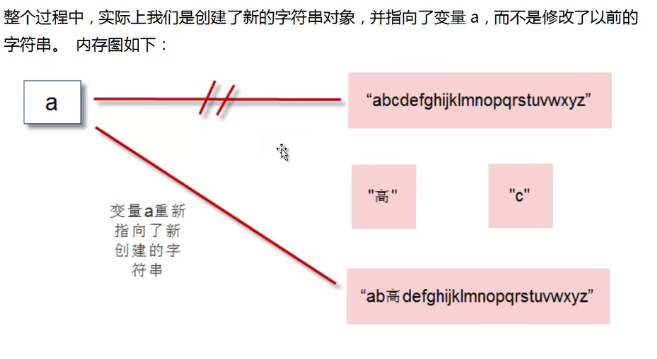 整个过程中，实际上我们是创建了新的字符串对象，并指向了变量 a，而不是修改了以前的
字符串。 内存图如下：
a
“abcdefghijklmnopqrstuvwxyz”
"高"
"c"
变量a重新
指向了新
创建的字
符串
“ab高defghijklmnopqrstuvwxyz”